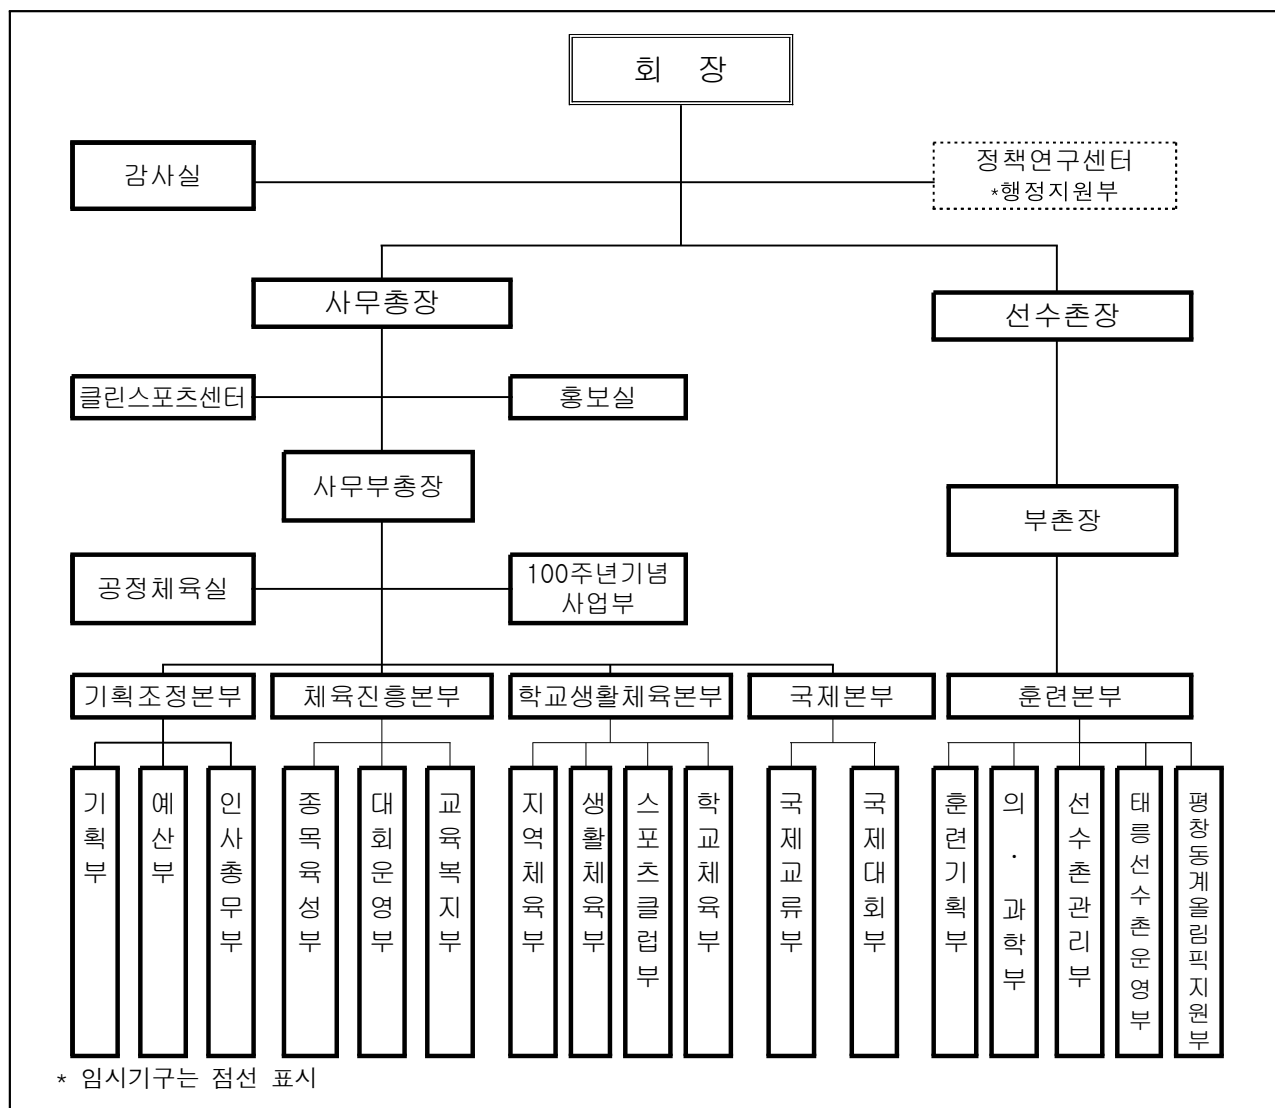 회 장
감사실
정책연구센터
*행정지원부
사무총장
선수촌장
클린스포츠센터
홍보실
사무부총장
부촌장
공정체육실
100주년기념
사업부
기획조정본부
체육진흥본부
학교생활체육본부
국제본부
훈련본부
기획부
예산부
인사총무부
종목육성부
대회운영부
교육복지부
지역체육부
생활체육부
스포츠클럽부
학교체육부
국제교류부
국제대회부
훈련기획부
의·과학부
선수촌관리부
태릉선수촌운영부
평창동계올림픽지원부
* 임시기구는 점선 표시